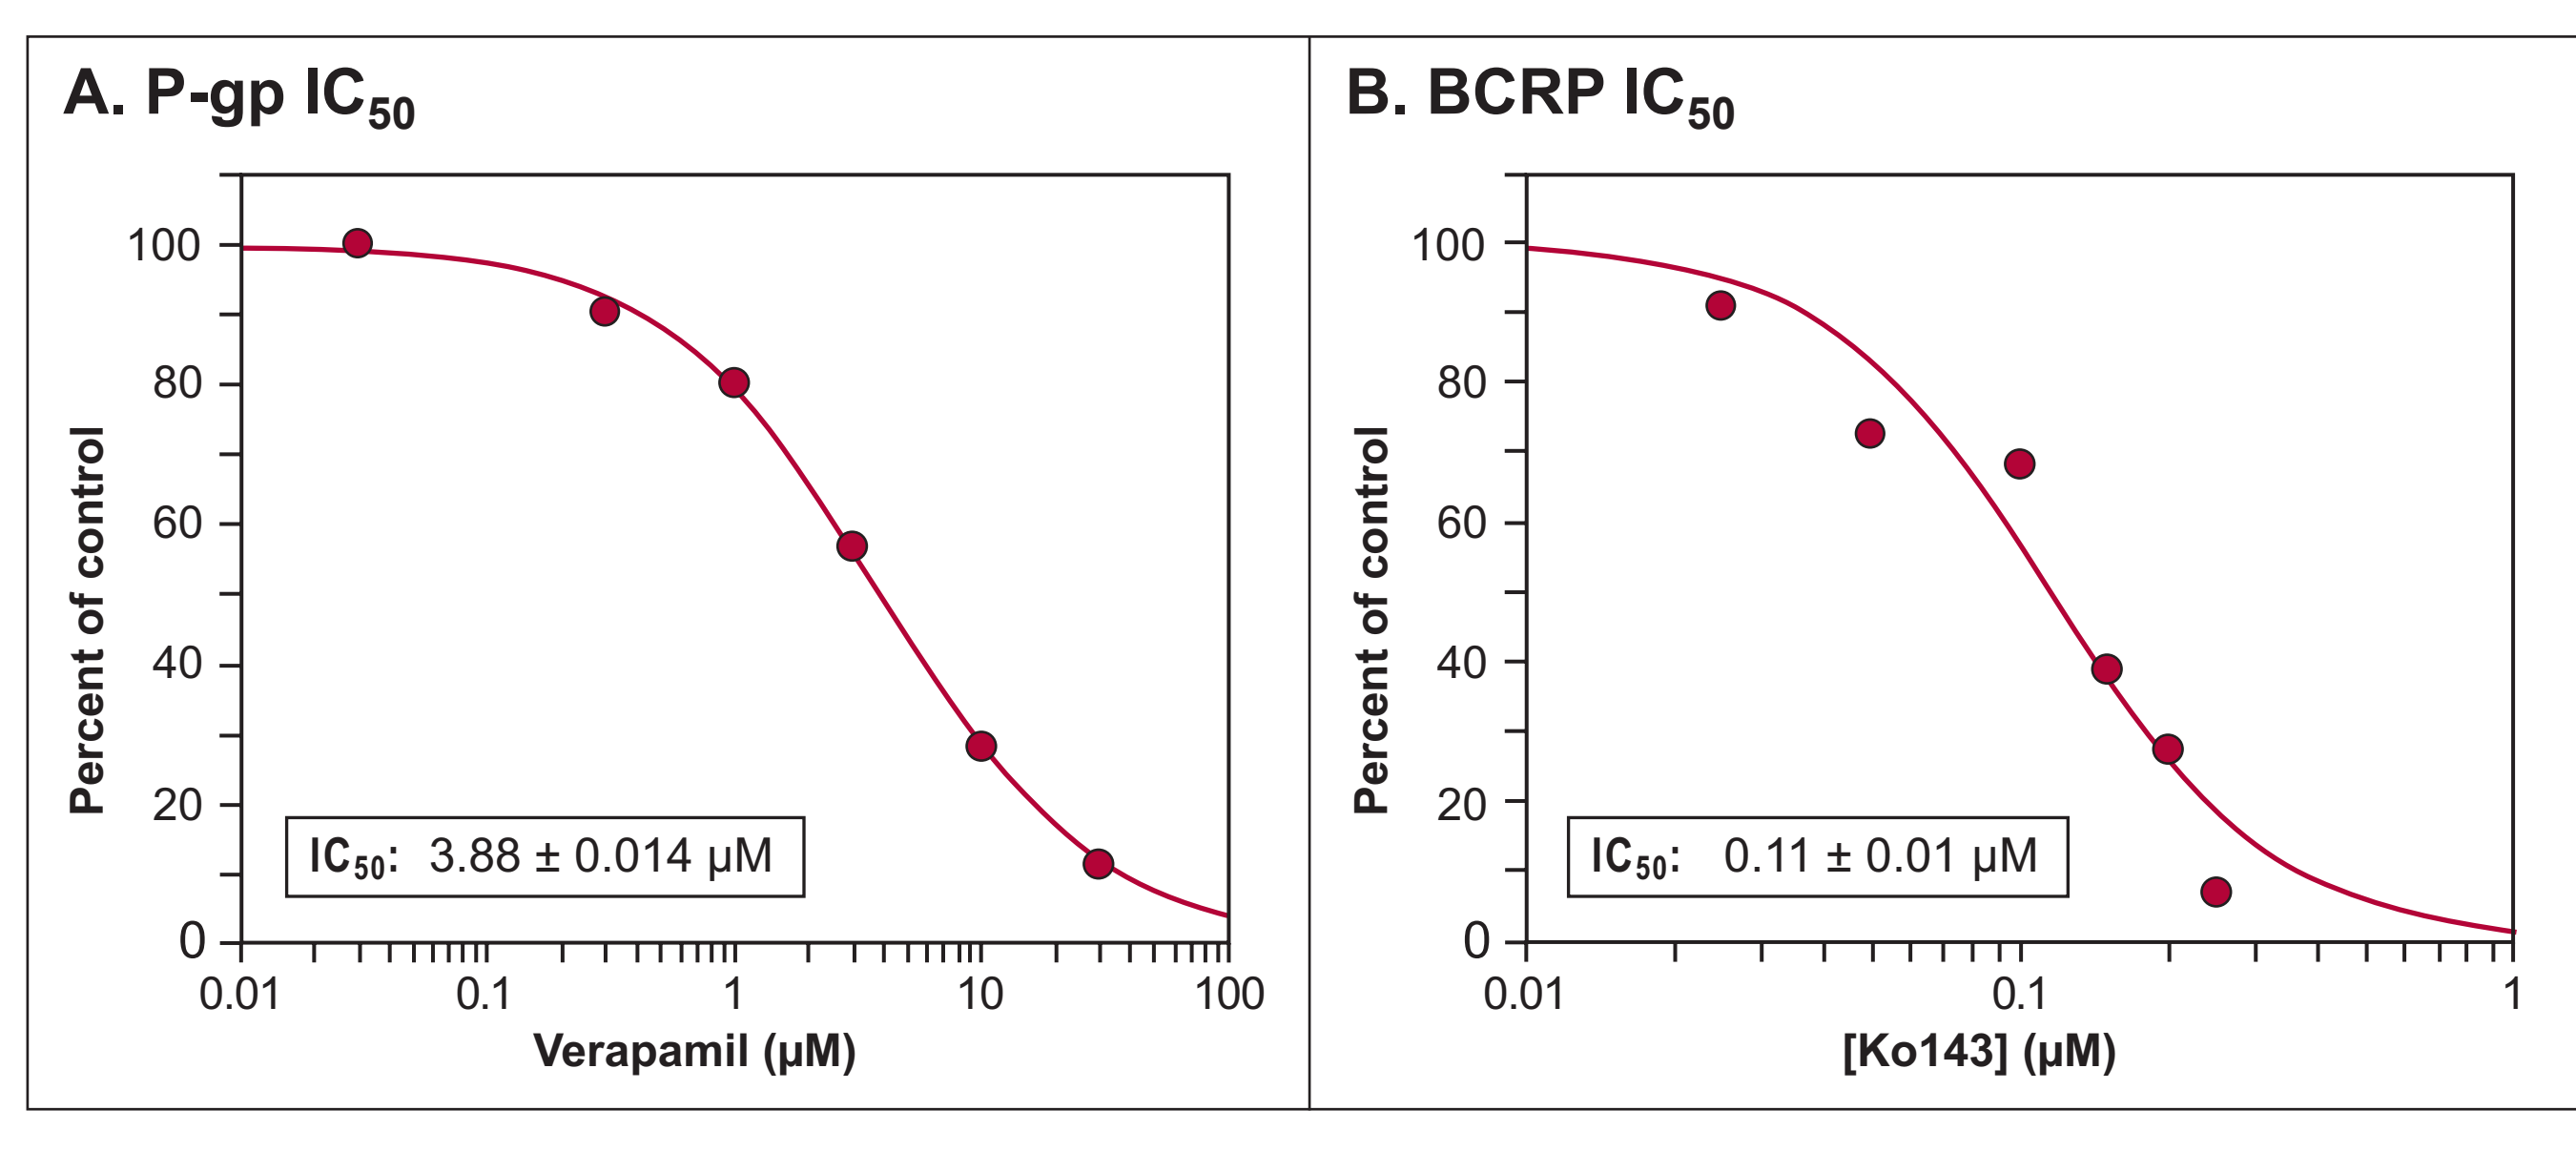 A. P-gp IC50
Percent of control
100
80
60
40
20
0
IC50: 3.88 ± 0.014 µM
0.01 0.1 1 10 100
Verapamil (µM)
B. BCRP IC50
Percent of control
100
80
60
40
20
0
IC50: 0.11 ± 0.01 µM
0.01 0.1 1
[Ko143] (µM)